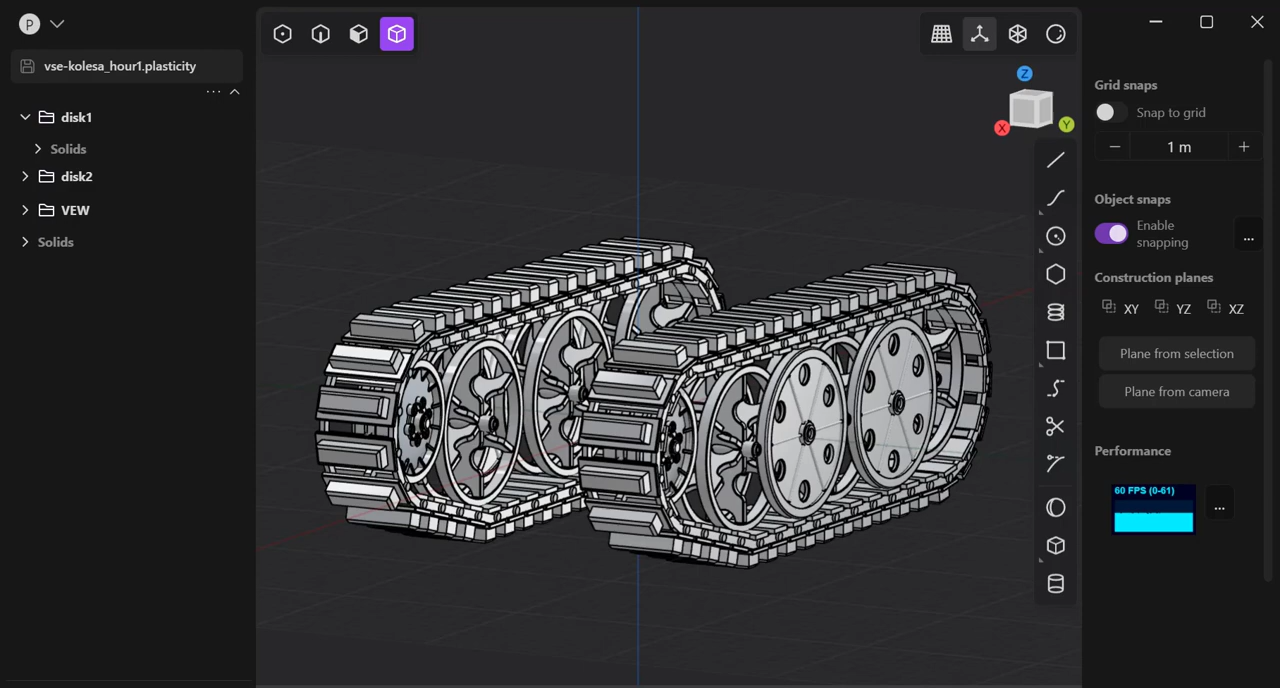 P
vse-kolesa_hour1.plasticity
...
disk1
Solids
disk2
VEW
Solids
Z
X
Y
Grid snaps
Snap to grid
1 m
Object snaps
Enable
snapping
...
Construction planes
XY YZ XZ
Plane from selection
Plane from camera
Performance
60 FPS (0-61)
...